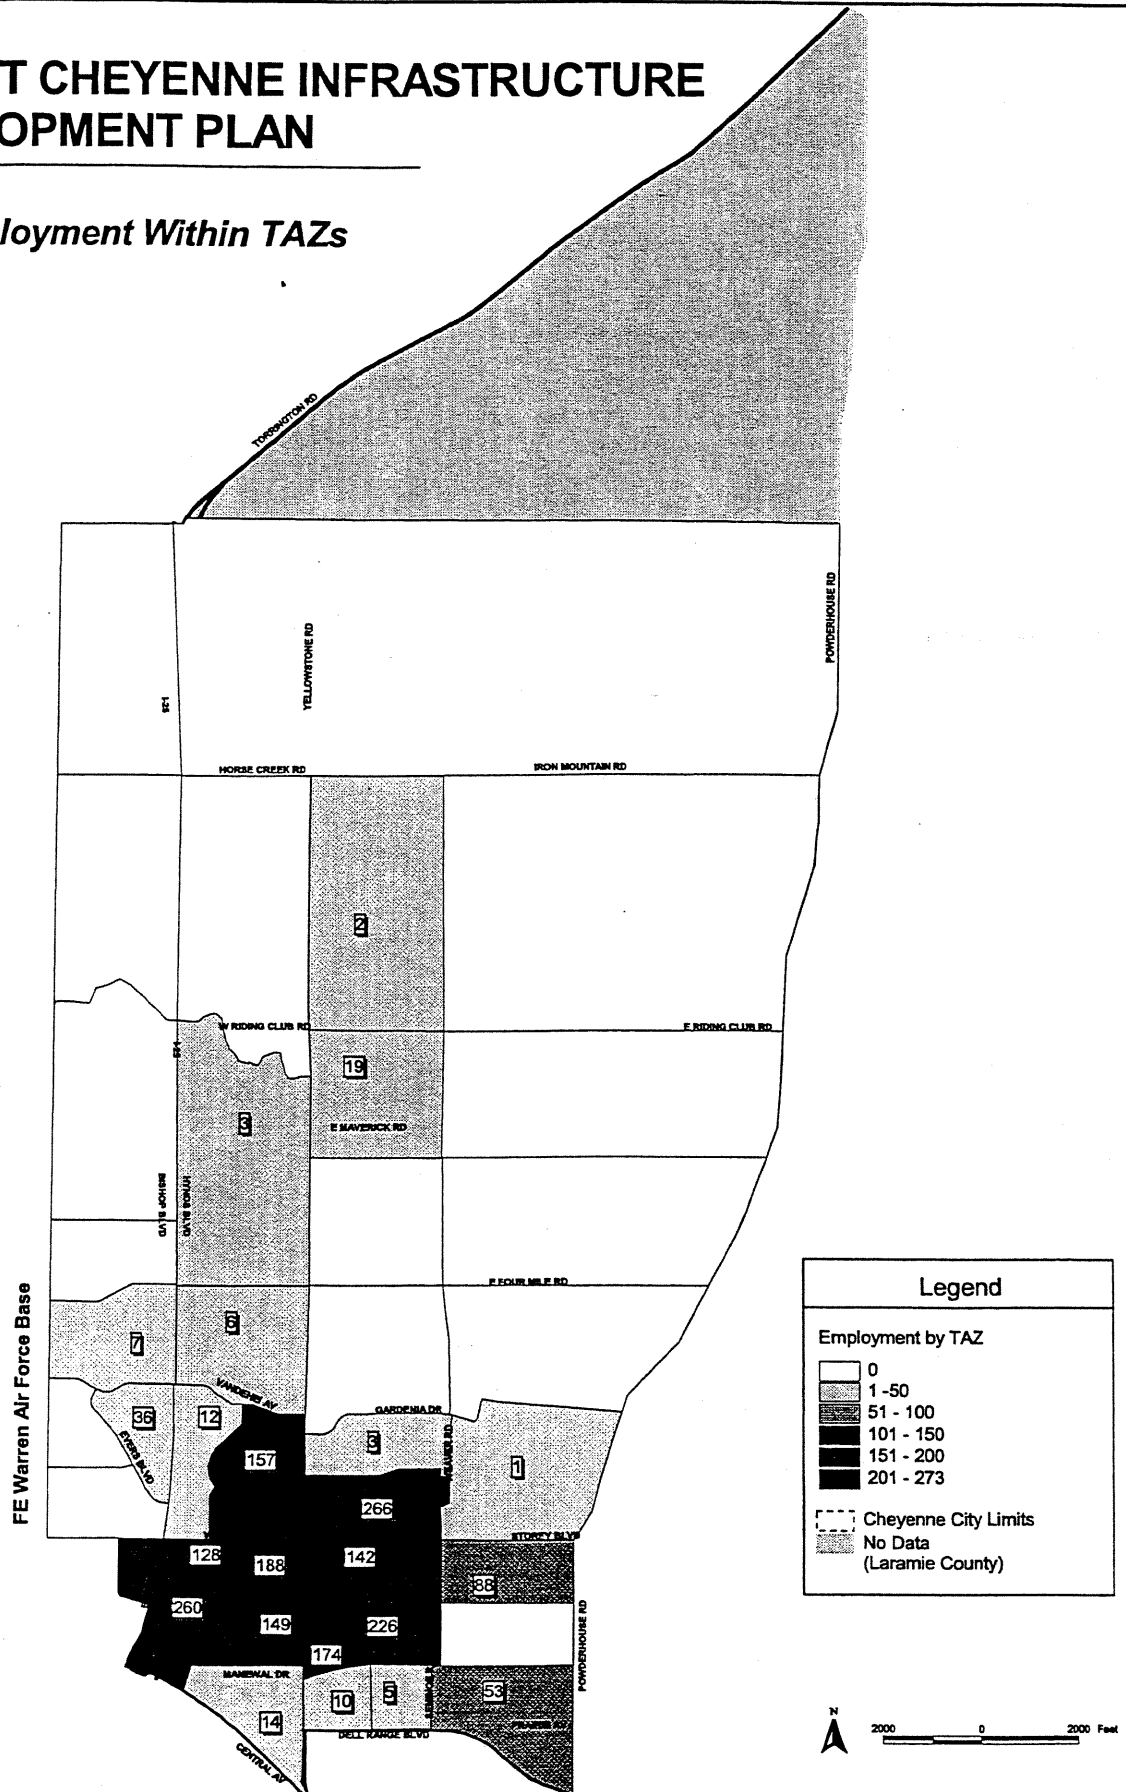 T CHEYENNE INFRASTRUCTURE
OPMENT PLAN
loyment Within TAZs
TORRINGTON RD
POWDERHOUSE RD
YELLOWSTONE RD
I-25
HORSE CREEK RD
IRON MOUNTAIN RD
2
W RIDING CLUB RD
E RIDING CLUB RD
I-25
19
3
E MAVERICK RD
BISHOP BLVD
HYNDS BLVD
E FOUR MILE RD
FE Warren Air Force Base
7
6
VANDEHEI AV
GARDENIA DR
36
12
3
EVERS BLVD
157
1
266
STOREY BLVD
128
188
142
88
260
149
226
174
POWDERHOUSE RD
MANEWAL DR
10
5
53
14
DELL RANGE BLVD
CENTRAL AV
Legend
Employment by TAZ
0
1 -50
51 - 100
101 - 150
151 - 200
201 - 273
Cheyenne City Limits
No Data
(Laramie County)
N
2000 0 2000 Feet